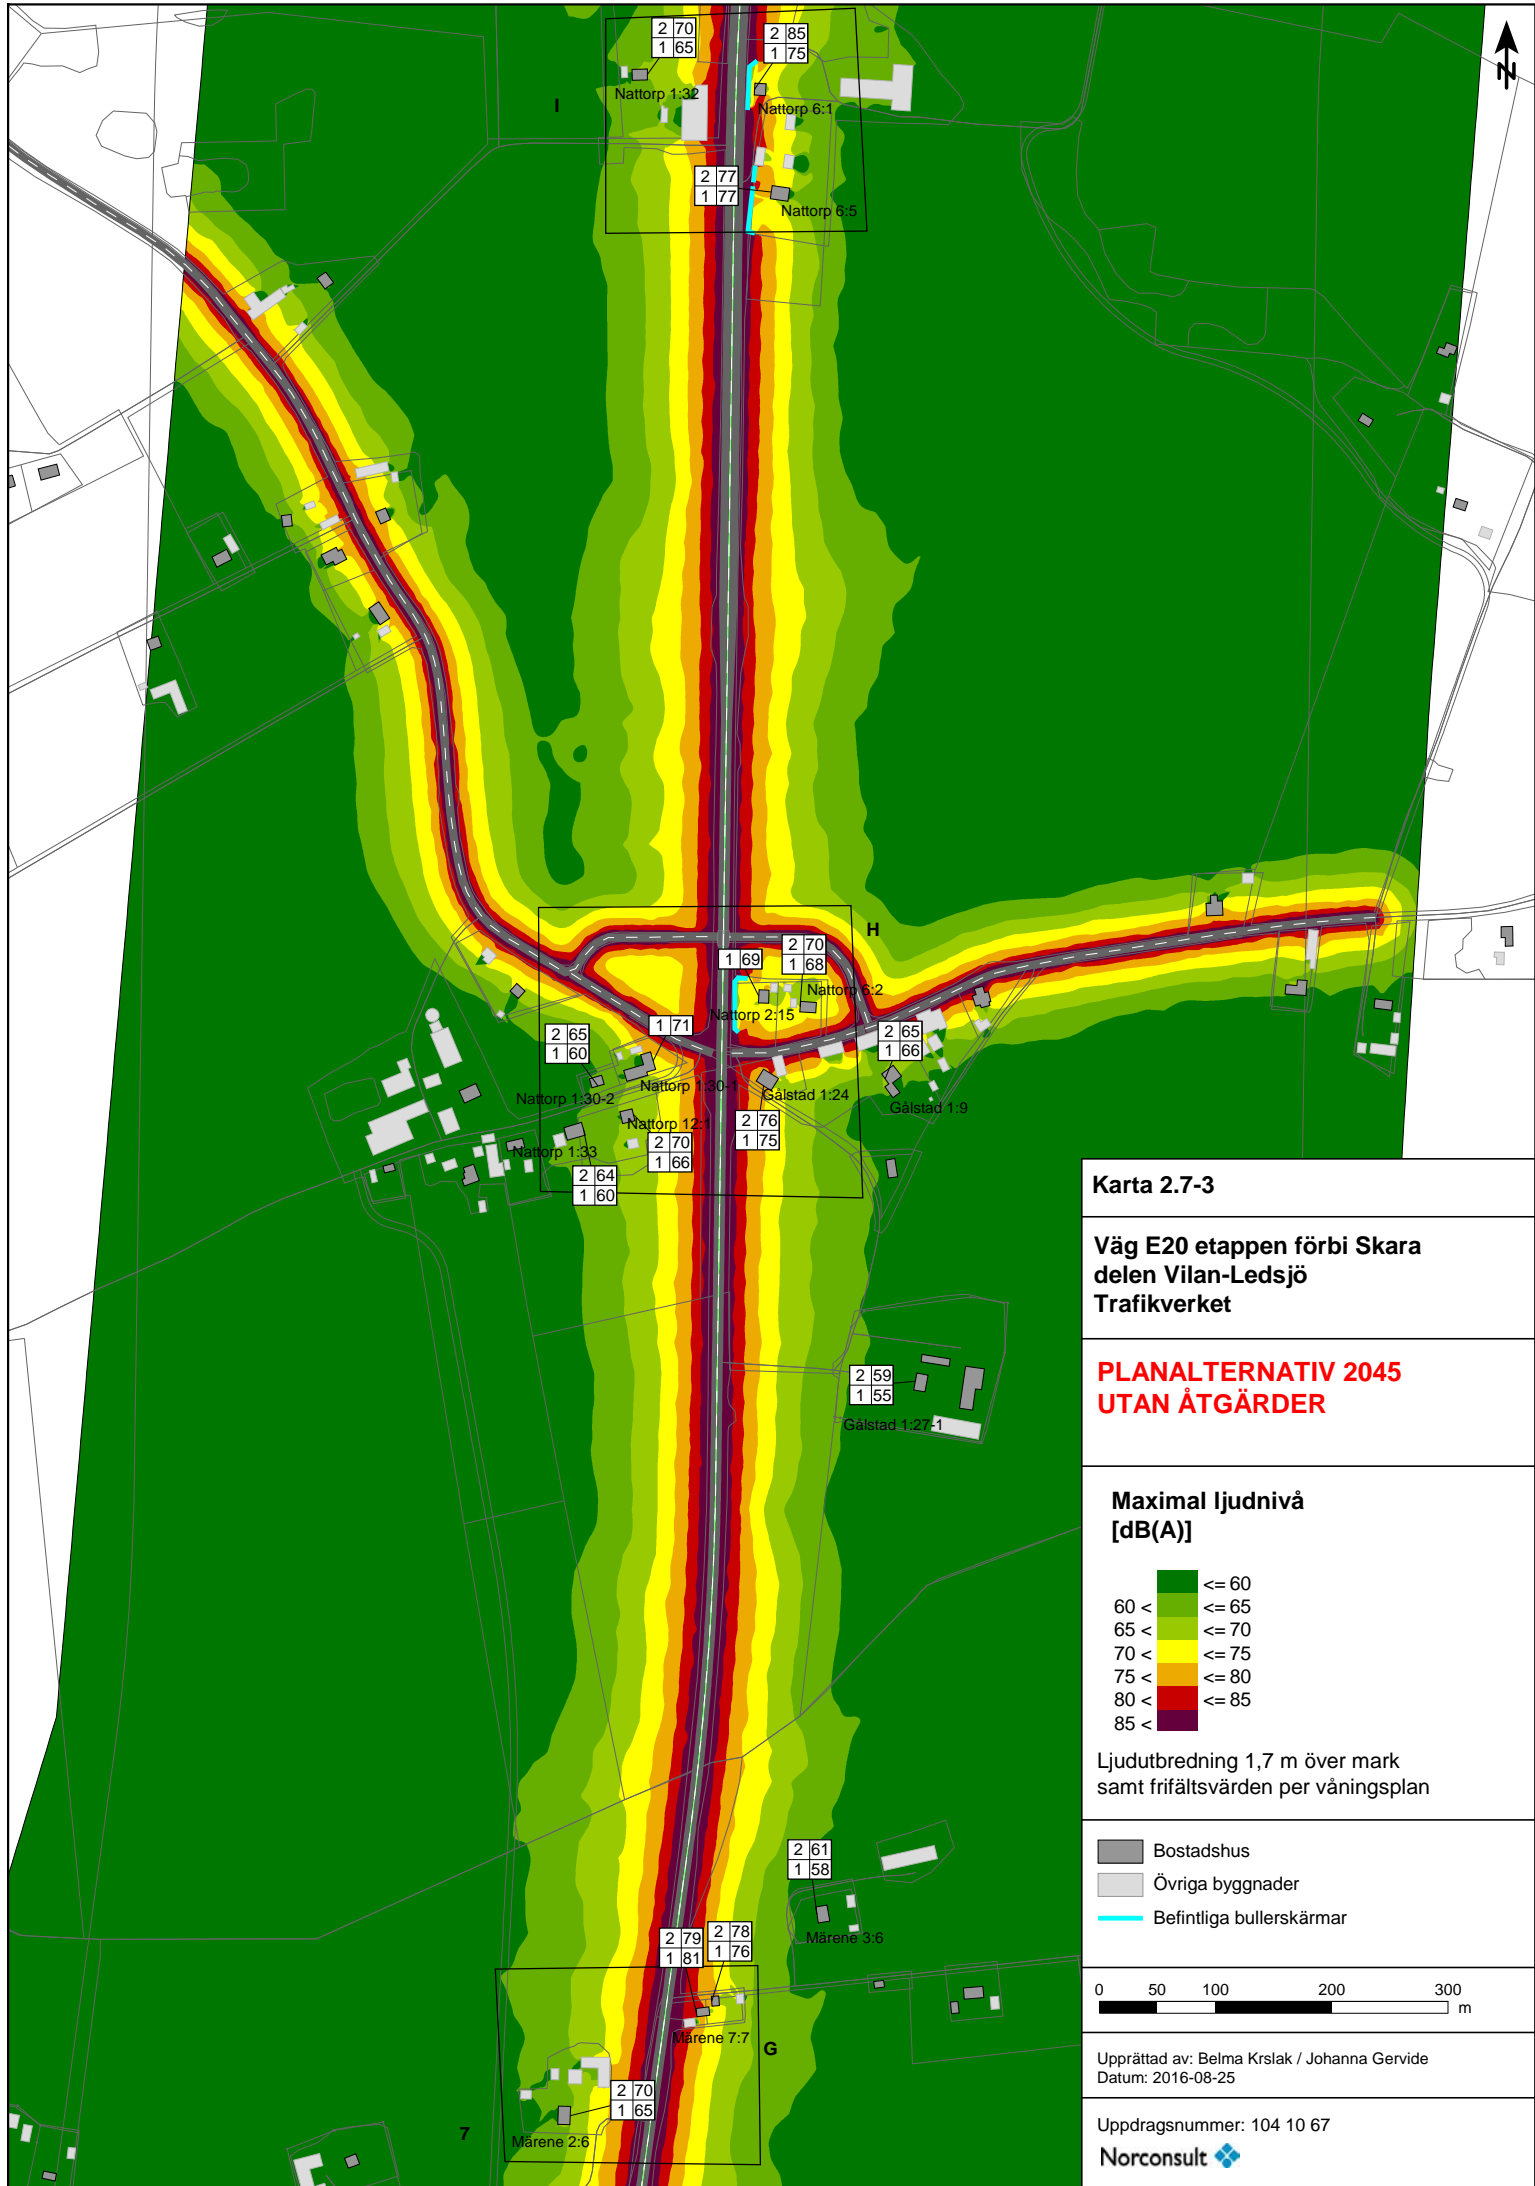 2 70
1 65
2 85
1 75
N
Nattorp 1:32
I
Nattorp 6:1
2 77
1 77
Nattorp 6:5
H
1 69
2 70
1 68
Nattorp 6:2
Nattorp 2:15
1 71
2 65
1 60
2 65
1 66
Nattorp 1:30-1
Nattorp 1:30-2
Gålstad 1:24
Gålstad 1:9
Nattorp 12:1
2 76
1 75
2 70
1 66
Nattorp 1:33
2 64
1 60
2 59
1 55
Gålstad 1:27-1
2 61
1 58
Märene 3:6
2 79
1 81
2 78
1 76
Märene 7:7
G
2 70
1 65
7
Märene 2:6
Karta 2.7-3
Väg E20 etappen förbi Skara
delen Vilan-Ledsjö
Trafikverket
PLANALTERNATIV 2045
UTAN ÅTGÄRDER
Maximal ljudnivå
[dB(A)]
<= 60
60 < <= 65
65 < <= 70
70 < <= 75
75 < <= 80
80 < <= 85
85 <
Ljudutbredning 1,7 m över mark
samt frifältsvärden per våningsplan
Bostadshus
Övriga byggnader
Befintliga bullerskärmar
0 50 100 200 300
m
Upprättad av: Belma Krslak / Johanna Gervide
Datum: 2016-08-25
Uppdragsnummer: 104 10 67
Norconsult